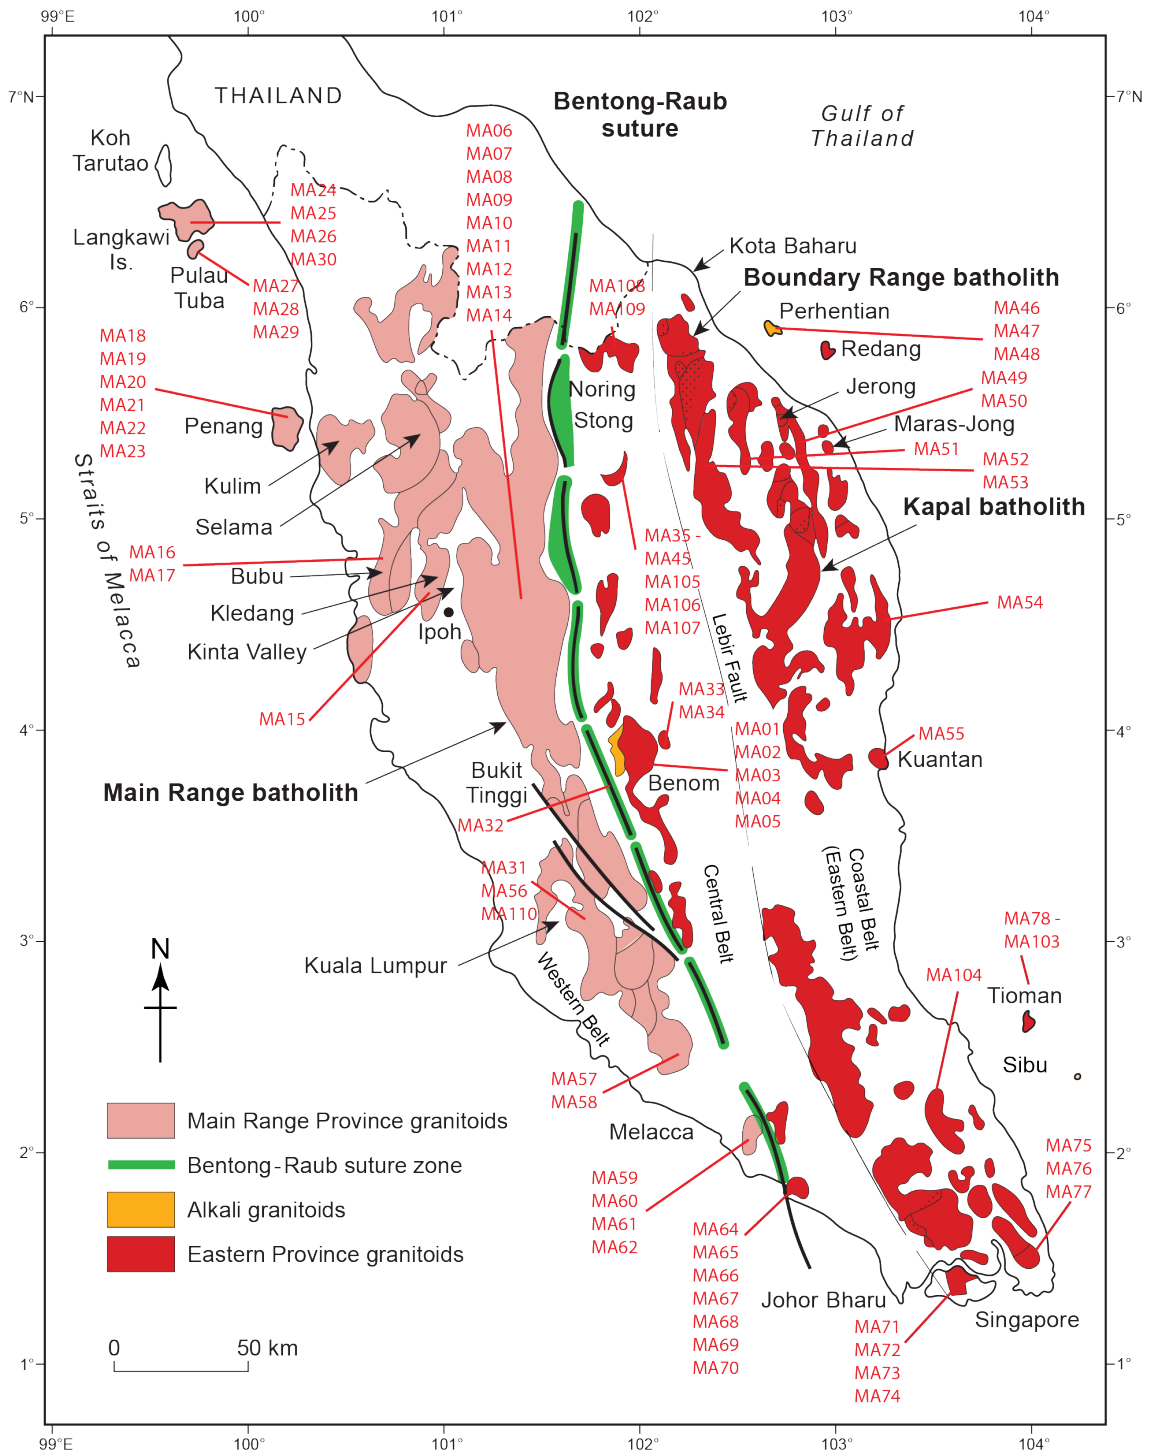 99°E
100°
101°
102°
103°
104°
7°N
7°N
6°
6°
5°
5°
4°
4°
3°
3°
2°
2°
1°
1°
THAILAND
Bentong-Raub
suture
Gulf of
Thailand
Koh
Tarutao
MA06
MA07
MA08
MA09
MA10
MA11
MA12
MA13
MA14
MA24
MA25
MA26
MA30
Langkawi
Is.
Pulau
Tuba
MA27
MA28
MA29
Kota Baharu
Boundary Range batholith
MA108
MA109
Perhentian
MA46
MA47
MA48
Redang
MA18
MA19
MA20
MA21
MA22
MA23
Penang
Noring
Stong
Jerong
MA49
MA50
Maras-Jong
MA51
MA52
MA53
Kulim
Selama
Kapal batholith
Straits of Melacca
MA16
MA17
Bubu
Kledang
Kinta Valley
Ipoh
MA35 -
MA45
MA105
MA106
MA107
MA54
Lebir Fault
MA15
MA33
MA34
MA01
MA02
MA03
MA04
MA05
MA55
Kuantan
Benom
Main Range batholith
Bukit
Tinggi
MA32
MA31
MA56
MA110
Central Belt
Coastal Belt
(Eastern Belt)
Kuala Lumpur
Western Belt
N
MA78 -
MA103
MA104
Tioman
Sibu
MA57
MA58
Melacca
MA59
MA60
MA61
MA62
MA75
MA76
MA77
MA64
MA65
MA66
MA67
MA68
MA69
MA70
Johor Bharu
Singapore
MA71
MA72
MA73
MA74
Main Range Province granitoids
Bentong-Raub suture zone
Alkali granitoids
Eastern Province granitoids
0
50 km
99°E
100°
101°
102°
103°
104°